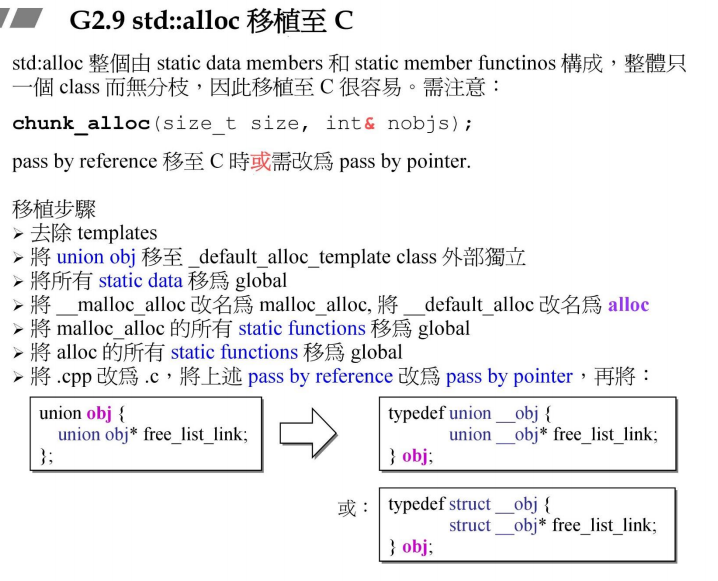 G2.9 std::alloc 移植至 C
std:alloc 整個由 static data members 和 static member functinos 構成，整體只
一個 class 而無分枝，因此移植至 C 很容易。需注意：
chunk_alloc(size_t size, int& nobjs);
pass by reference 移至 C 時或需改爲 pass by pointer.
移植步驟
➢ 去除 templates
➢ 將 union obj 移至 _default_alloc_template class 外部獨立
➢ 將所有 static data 移爲 global
➢ 將 __malloc_alloc 改名爲 malloc_alloc, 將 __default_alloc 改名爲 alloc
➢ 將 malloc_alloc 的所有 static functions 移爲 global
➢ 將 alloc 的所有 static functions 移爲 global
➢ 將 .cpp 改爲 .c，將上述 pass by reference 改爲 pass by pointer，再將：
union obj {
union obj* free_list_link;
};
typedef union __obj {
union __obj* free_list_link;
} obj;
或：
typedef struct __obj {
struct __obj* free_list_link;
} obj;